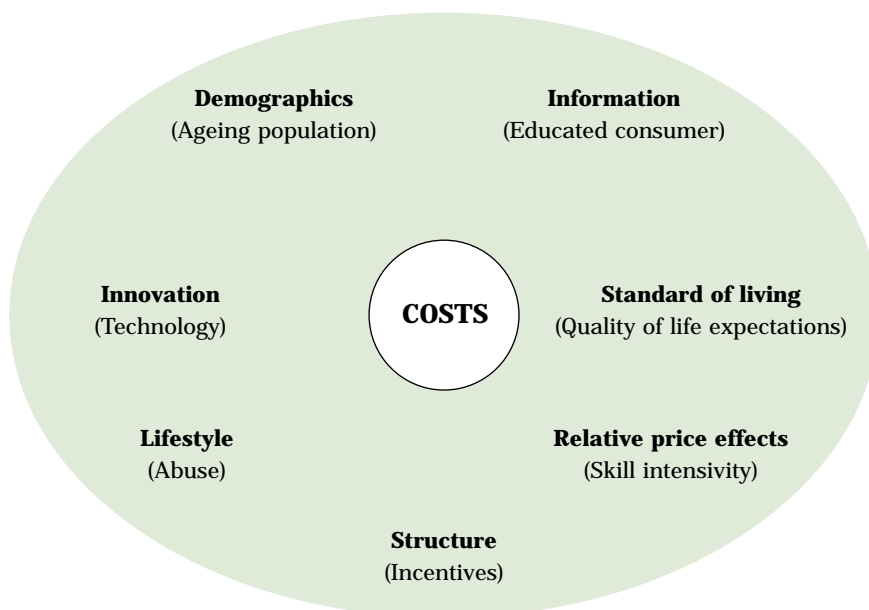 Demographics
(Ageing population)
Information
(Educated consumer)
Innovation
(Technology)
COSTS
Standard of living
(Quality of life expectations)
Lifestyle
(Abuse)
Relative price effects
(Skill intensivity)
Structure
(Incentives)